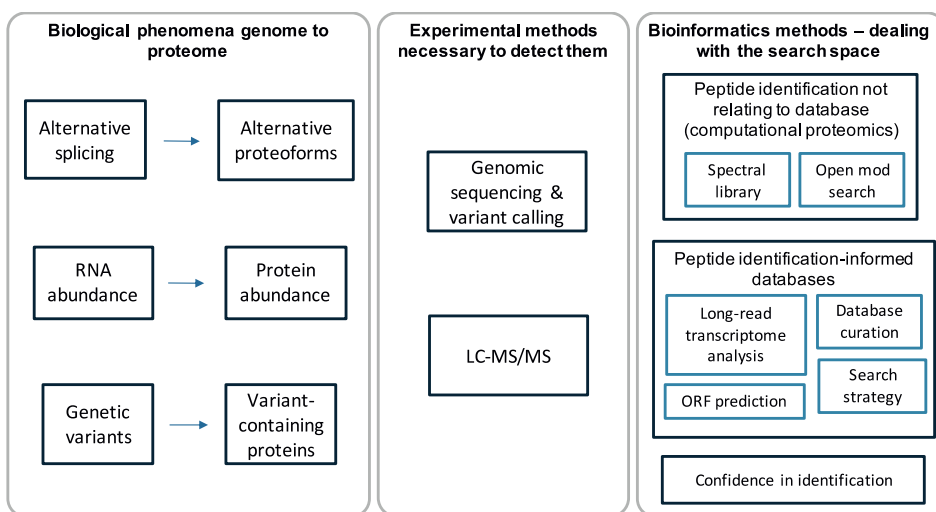 Biological phenomena genome to
proteome
Alternative
splicing
Alternative
proteoforms
RNA
abundance
Protein
abundance
Genetic
variants
Variant-
containing
proteins
Experimental methods
necessary to detect them
Genomic
sequencing &
variant calling
LC-MS/MS
Bioinformatics methods – dealing
with the search space
Peptide identification not
relating to database
(computational proteomics)
Spectral
library
Open mod
search
Peptide identification-informed
databases
Long-read
transcriptome
analysis
Database
curation
ORF prediction
Search
strategy
Confidence in identification